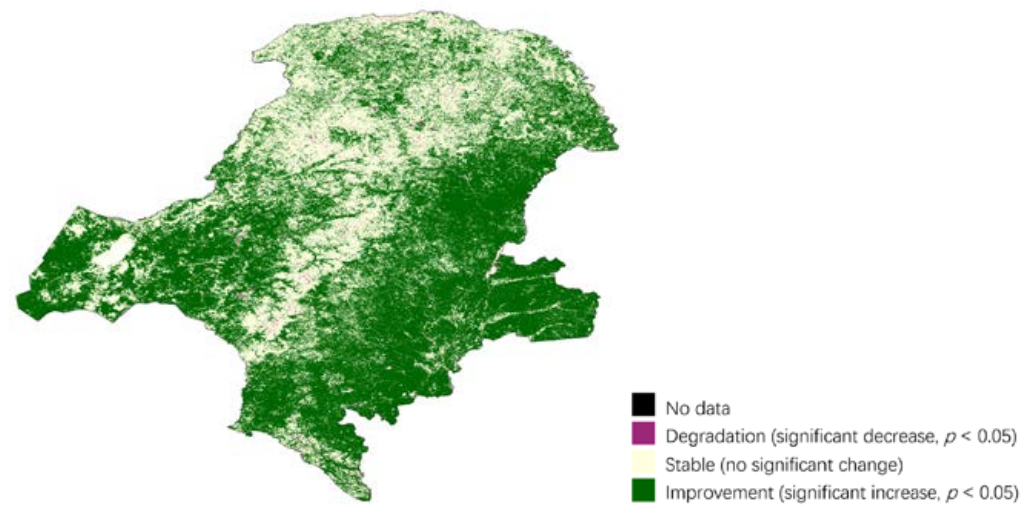 No data
Degradation (significant decrease, p < 0.05)
Stable (no significant change)
Improvement (significant increase, p < 0.05)